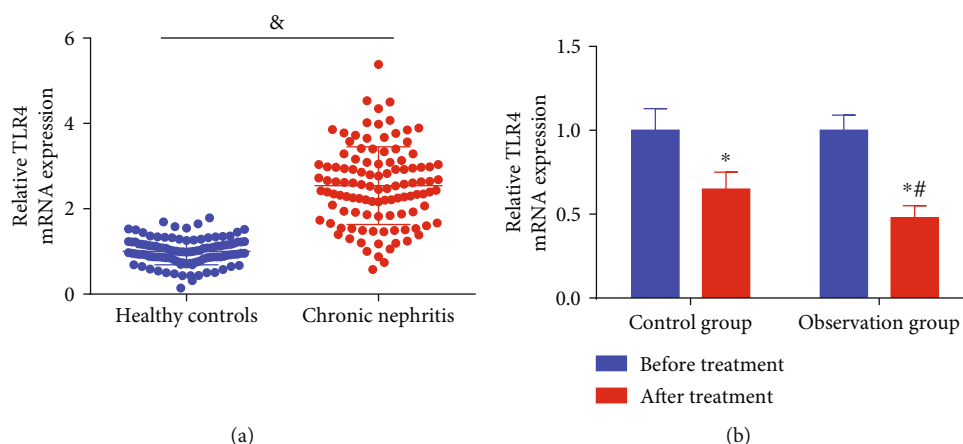 &
Relative TLR4
mRNA expression
6
4
2
0
Healthy controls
Chronic nephritis
(a)
Relative TLR4
mRNA expression
1.5
1.0
0.5
0.0
*
*#
Control group
Observation group
Before treatment
After treatment
(b)